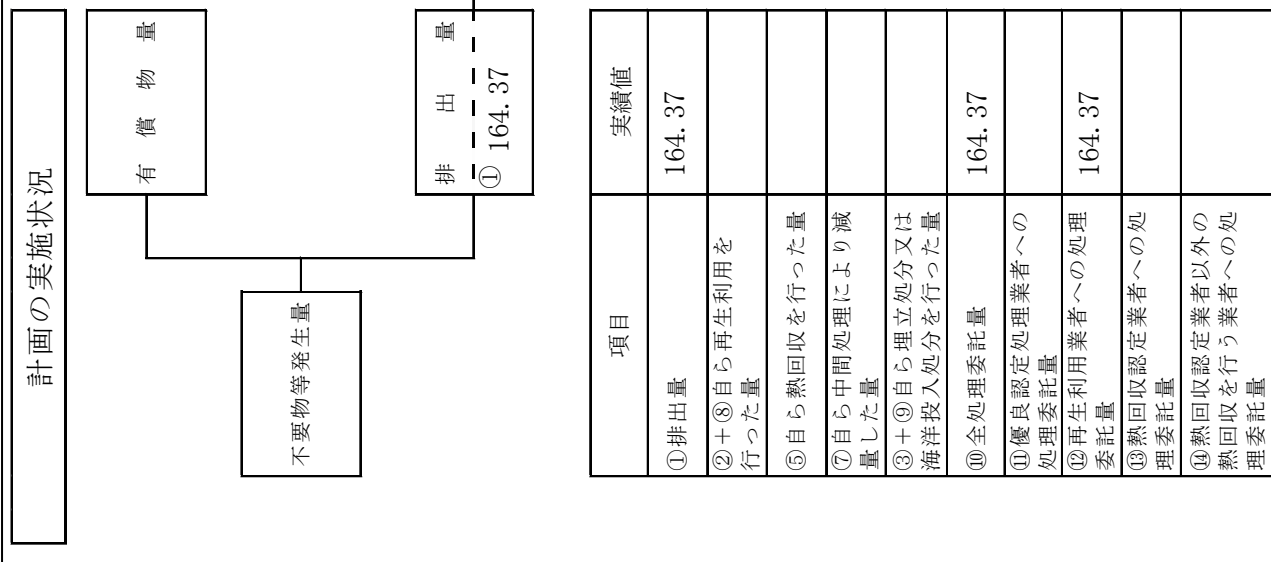 計画の実施状況
有償物量
不要物等発生量
排出量
① 164.37
項目
実績値
①排出量
164.37
②+⑧自ら再生利用を
行った量
⑤自ら熱回収を行った量
⑦自ら中間処理により減
量した量
③+⑨自ら埋立処分又は
海洋投入処分を行った量
⑩全処理委託量
164.37
⑪優良認定処理業者への
処理委託量
⑫再生利用業者への処理
委託量
164.37
⑬熱回収認定業者への処
理委託量
⑭熱回収認定業者以外の
熱回収を行う業者への処
理委託量